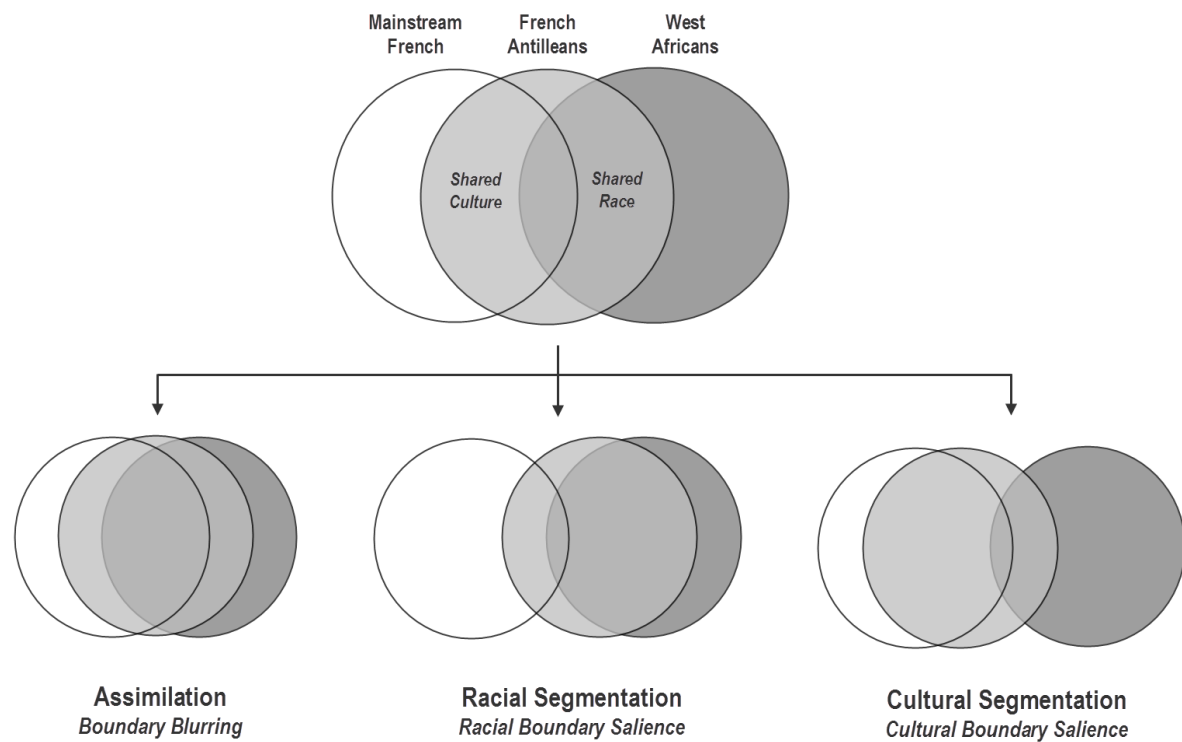 Mainstream
French
French
Antilleans
West
Africans
Shared
Culture
Shared
Race
Assimilation
Boundary Blurring
Racial Segmentation
Racial Boundary Salience
Cultural Segmentation
Cultural Boundary Salience